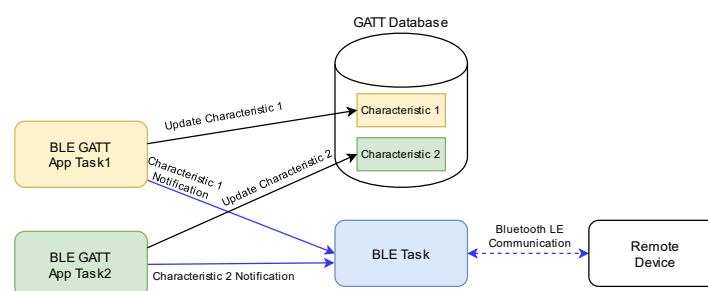 GATT Database
Update Characteristic 1
Characteristic 1
BLE GATT
App Task1
Characteristic 1
Notification
Update Characteristic 2
Characteristic 2
BLE GATT
App Task2
Characteristic 2 Notification
BLE Task
Bluetooth LE
Communication
Remote
Device